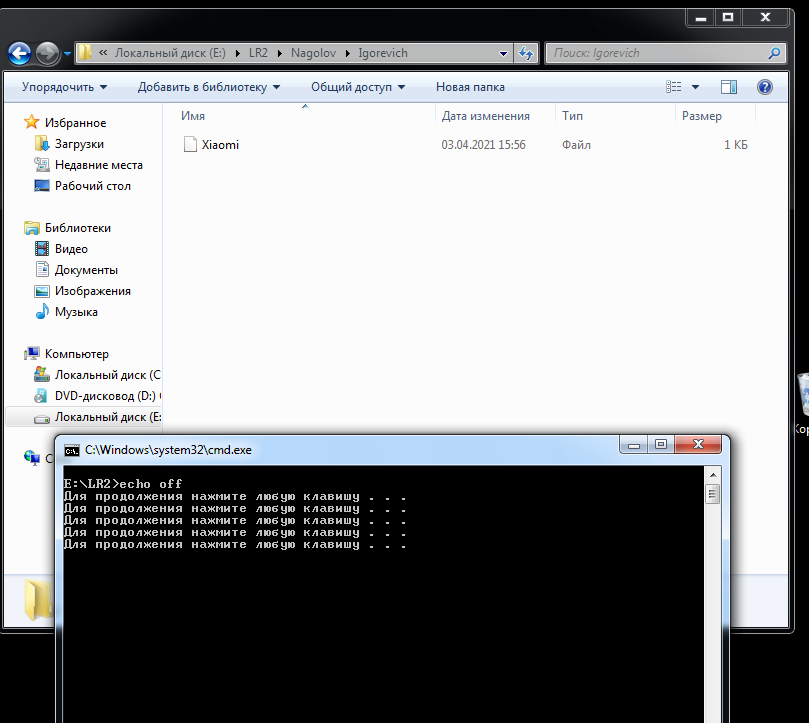 « Локальный диск (E:) ▸ LR2 ▸ Nagolov ▸ Igorevich
Поиск: Igorevich
Упорядочить Добавить в библиотеку Общий доступ Новая папка
Имя Дата изменения Тип Размер
Xiaomi 03.04.2021 15:56 Файл 1 КБ
Избранное
Загрузки
Недавние места
Рабочий стол
Библиотеки
Видео
Документы
Изображения
Музыка
Компьютер
Локальный диск (C
DVD-дисковод (D:)
Локальный диск (E:
С
Кор
C:\Windows\system32\cmd.exe
E:\LR2>echo off
Для продолжения нажмите любую клавишу . . .
Для продолжения нажмите любую клавишу . . .
Для продолжения нажмите любую клавишу . . .
Для продолжения нажмите любую клавишу . . .
Для продолжения нажмите любую клавишу . . .